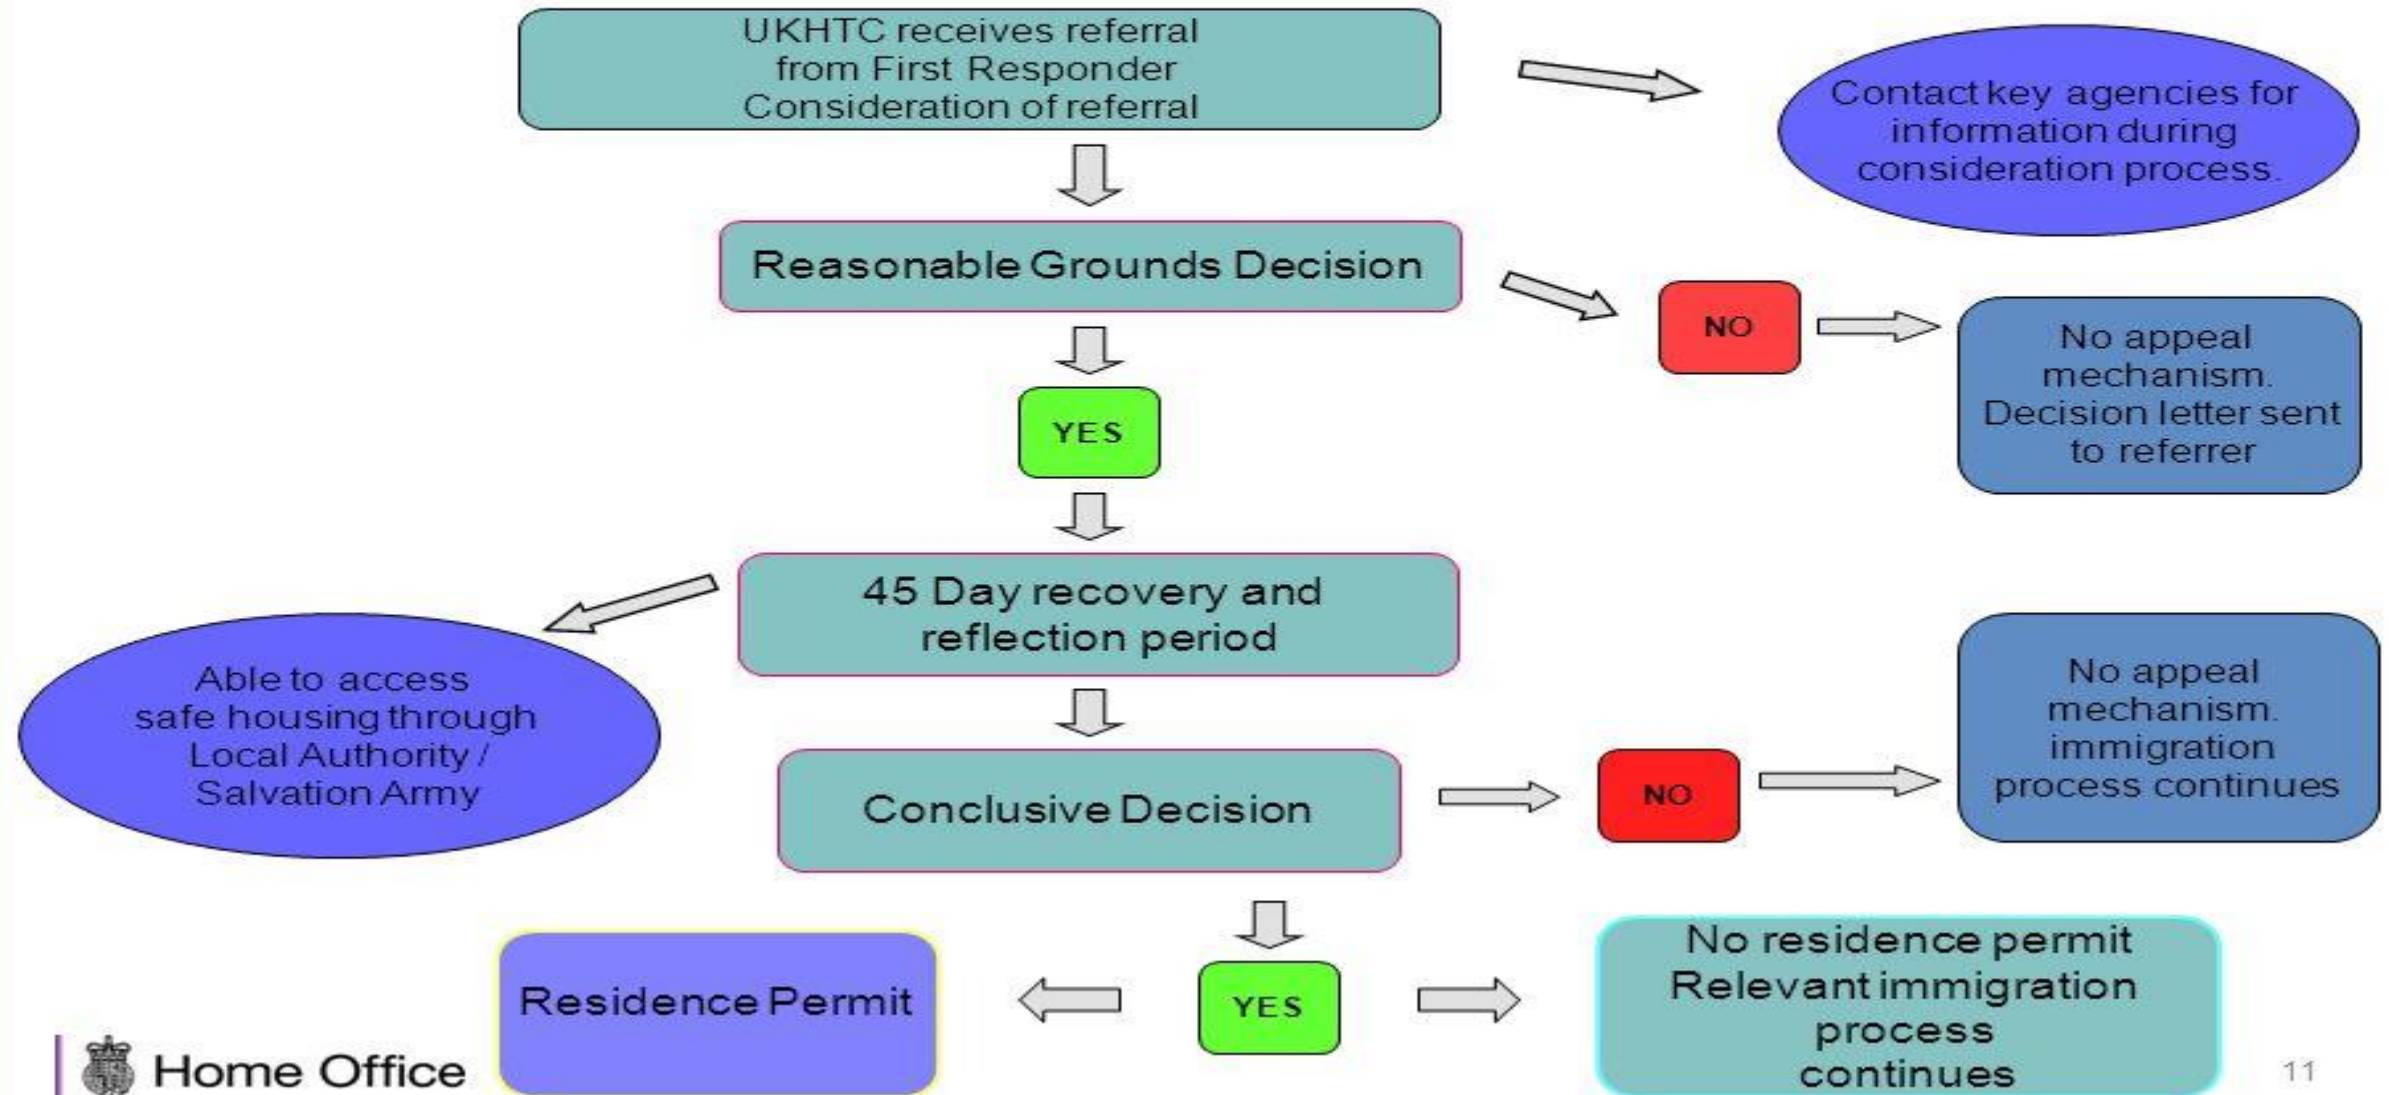 UKHTC receives referral
from First Responder
Consideration of referral
Contact key agencies for
information during
consideration process.
Reasonable Grounds Decision
NO
No appeal
mechanism.
Decision letter sent
to referrer
YES
45 Day recovery and
reflection period
Able to access
safe housing through
Local Authority /
Salvation Army
Conclusive Decision
NO
No appeal
mechanism.
immigration
process continues
Residence Permit
YES
No residence permit
Relevant immigration
process
continues
Home Office
11